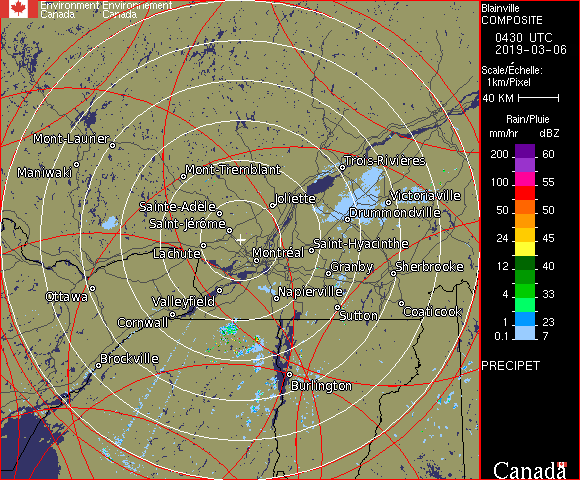 Environment Environnement
Canada Canada
Blainville
COMPOSITE
0430 UTC
2019-03-06
Scale/Échelle:
1km/Pixel
40 KM
Rain/Pluie
mm/hr dBZ
200 60
100 55
50 50
24 45
12 40
4 33
1 23
0.1 7
PRECIPET
Canada
Mont-Laurier
Maniwaki
Mont-Tremblant
Trois-Rivières
Sainte-Adèle
Joliette
Victoriaville
Saint-Jérôme
Drummondville
Lachute
Montréal
Saint-Hyacinthe
Granby
Sherbrooke
Ottawa
Valleyfield
Napierville
Cornwall
Sutton
Coaticook
Brockville
Burlington